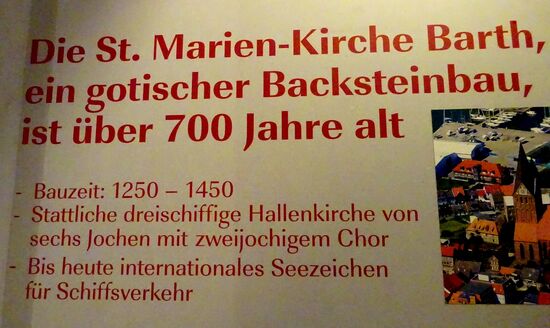 Die St. Marien-Kirche Barth,
ein gotischer Backsteinbau,
ist über 700 Jahre alt
- Bauzeit: 1250 – 1450
- Stattliche dreischiffige Hallenkirche von
sechs Jochen mit zweijochigem Chor
- Bis heute internationales Seezeichen
für Schiffsverkehr